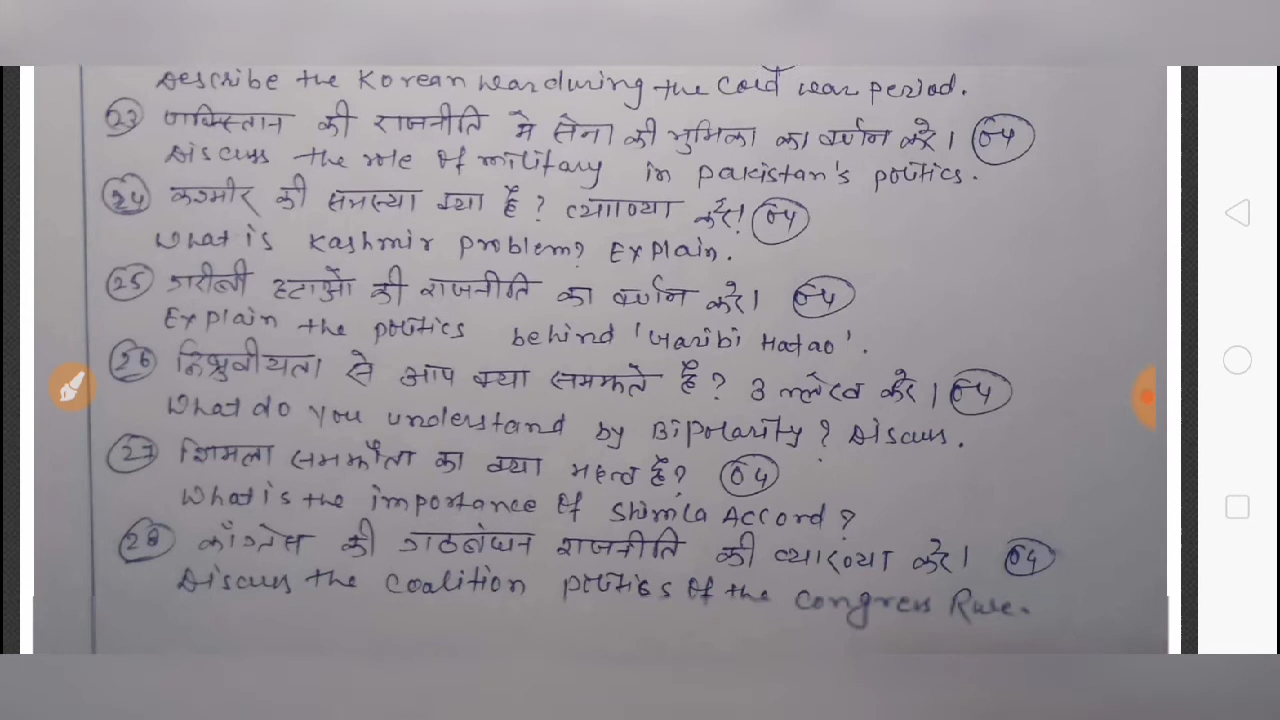 Describe the Korean war during the Cold war period.
23 पाकिस्तान की राजनीति मे सेना की भुमिका का वर्णन करे। 04
Discuss the role of military in pakistan's politics.
24 कश्मीर की समस्या क्या है? व्याख्या करें! 04
What is Kashmir problem? Explain.
25 गरीबी हटाओ की राजनीति का वर्णन करे। 04
Explain the politics behind 'Garibi Hatao'.
26 से आप क्या समझते है? करे। 04
What do you understand by Bipolarity? Discuss.
27 शिमला समझौता का क्या महत्व है? 04
What is the importance of Shimla Accord?
28 काँग्रेस की गठबंधन राजनीति की व्याख्या करे। 04
Discuss the coalition politics of the congress Rule.